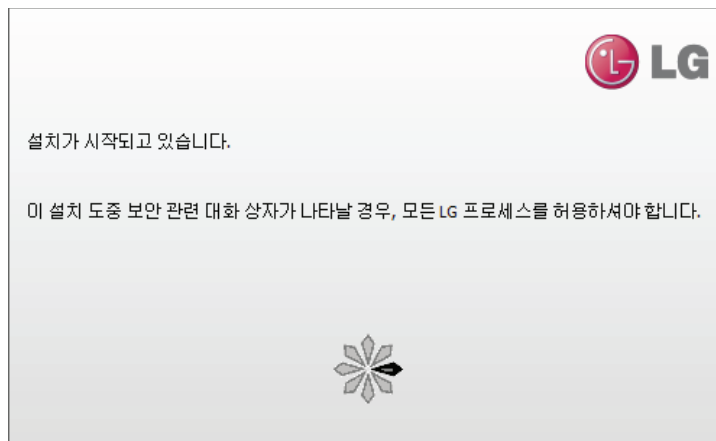 LG
설치가 시작되고 있습니다.
이 설치 도중 보안 관련 대화 상자가 나타날 경우, 모든 LG 프로세스를 허용하셔야 합니다.